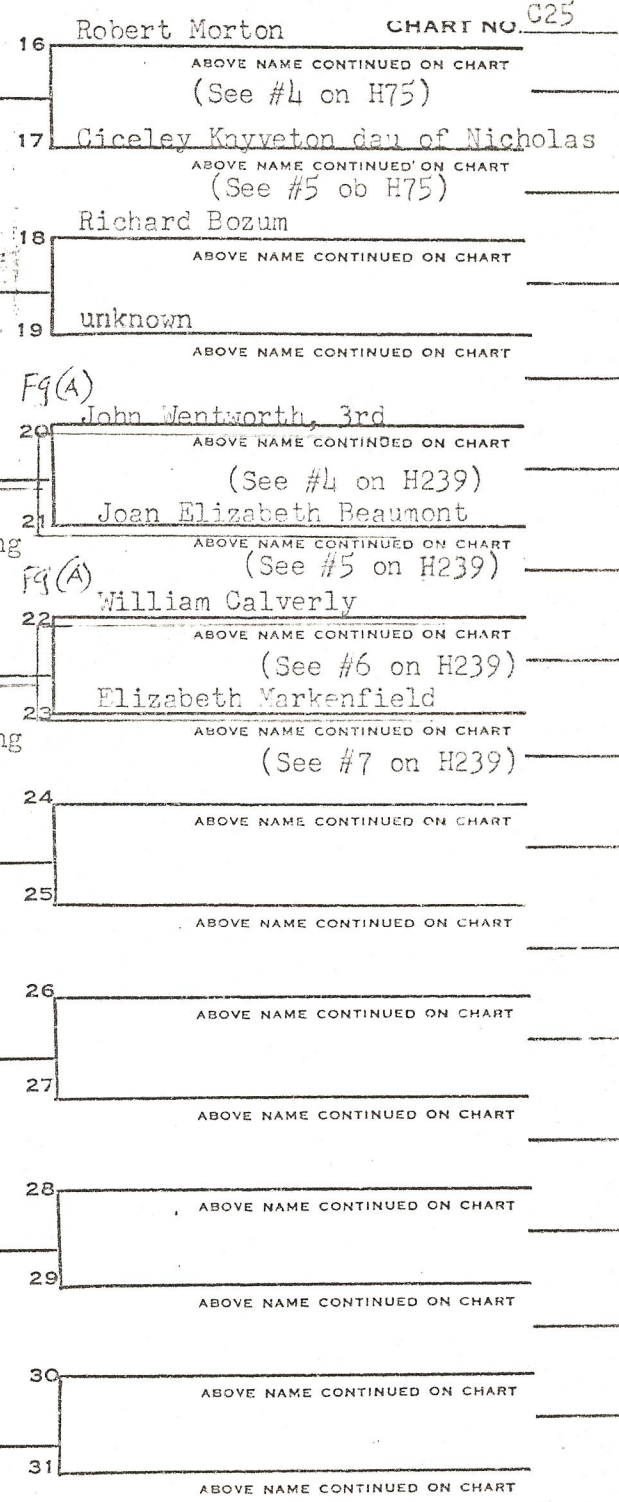 CHART NO. C25
Robert Morton
16
ABOVE NAME CONTINUED ON CHART
(See #4 on H75)
17 Ciceley Knyveton dau of Nicholas
ABOVE NAME CONTINUED ON CHART
(See #5 ob H75)
Richard Bozum
18
ABOVE NAME CONTINUED ON CHART
19 unknown
ABOVE NAME CONTINUED ON CHART
Fg(A)
John Wentworth, 3rd
20
ABOVE NAME CONTINUED ON CHART
(See #4 on H239)
21 Joan Elizabeth Beaumont
ng
ABOVE NAME CONTINUED ON CHART
(See #5 on H239)
Fg(A)
William Calverly
22
ABOVE NAME CONTINUED ON CHART
(See #6 on H239)
Elizabeth Markenfield
23
ng
ABOVE NAME CONTINUED ON CHART
(See #7 on H239)
24
ABOVE NAME CONTINUED ON CHART
25
ABOVE NAME CONTINUED ON CHART
26
ABOVE NAME CONTINUED ON CHART
27
ABOVE NAME CONTINUED ON CHART
28
ABOVE NAME CONTINUED ON CHART
29
ABOVE NAME CONTINUED ON CHART
30
ABOVE NAME CONTINUED ON CHART
31
ABOVE NAME CONTINUED ON CHART